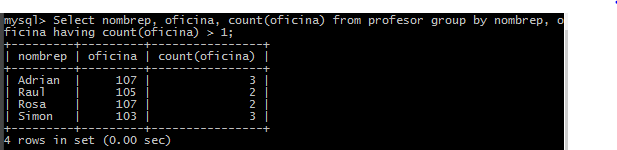 mysql> Select nombrep, oficina, count(oficina) from profesor group by nombrep, o
ficina having count(oficina) > 1;
+---------+---------+----------------+
| nombrep | oficina | count(oficina) |
+---------+---------+----------------+
| Adrian | 107 | 3 |
| Raul | 105 | 2 |
| Rosa | 107 | 2 |
| Simon | 103 | 3 |
+---------+---------+----------------+
4 rows in set (0.00 sec)